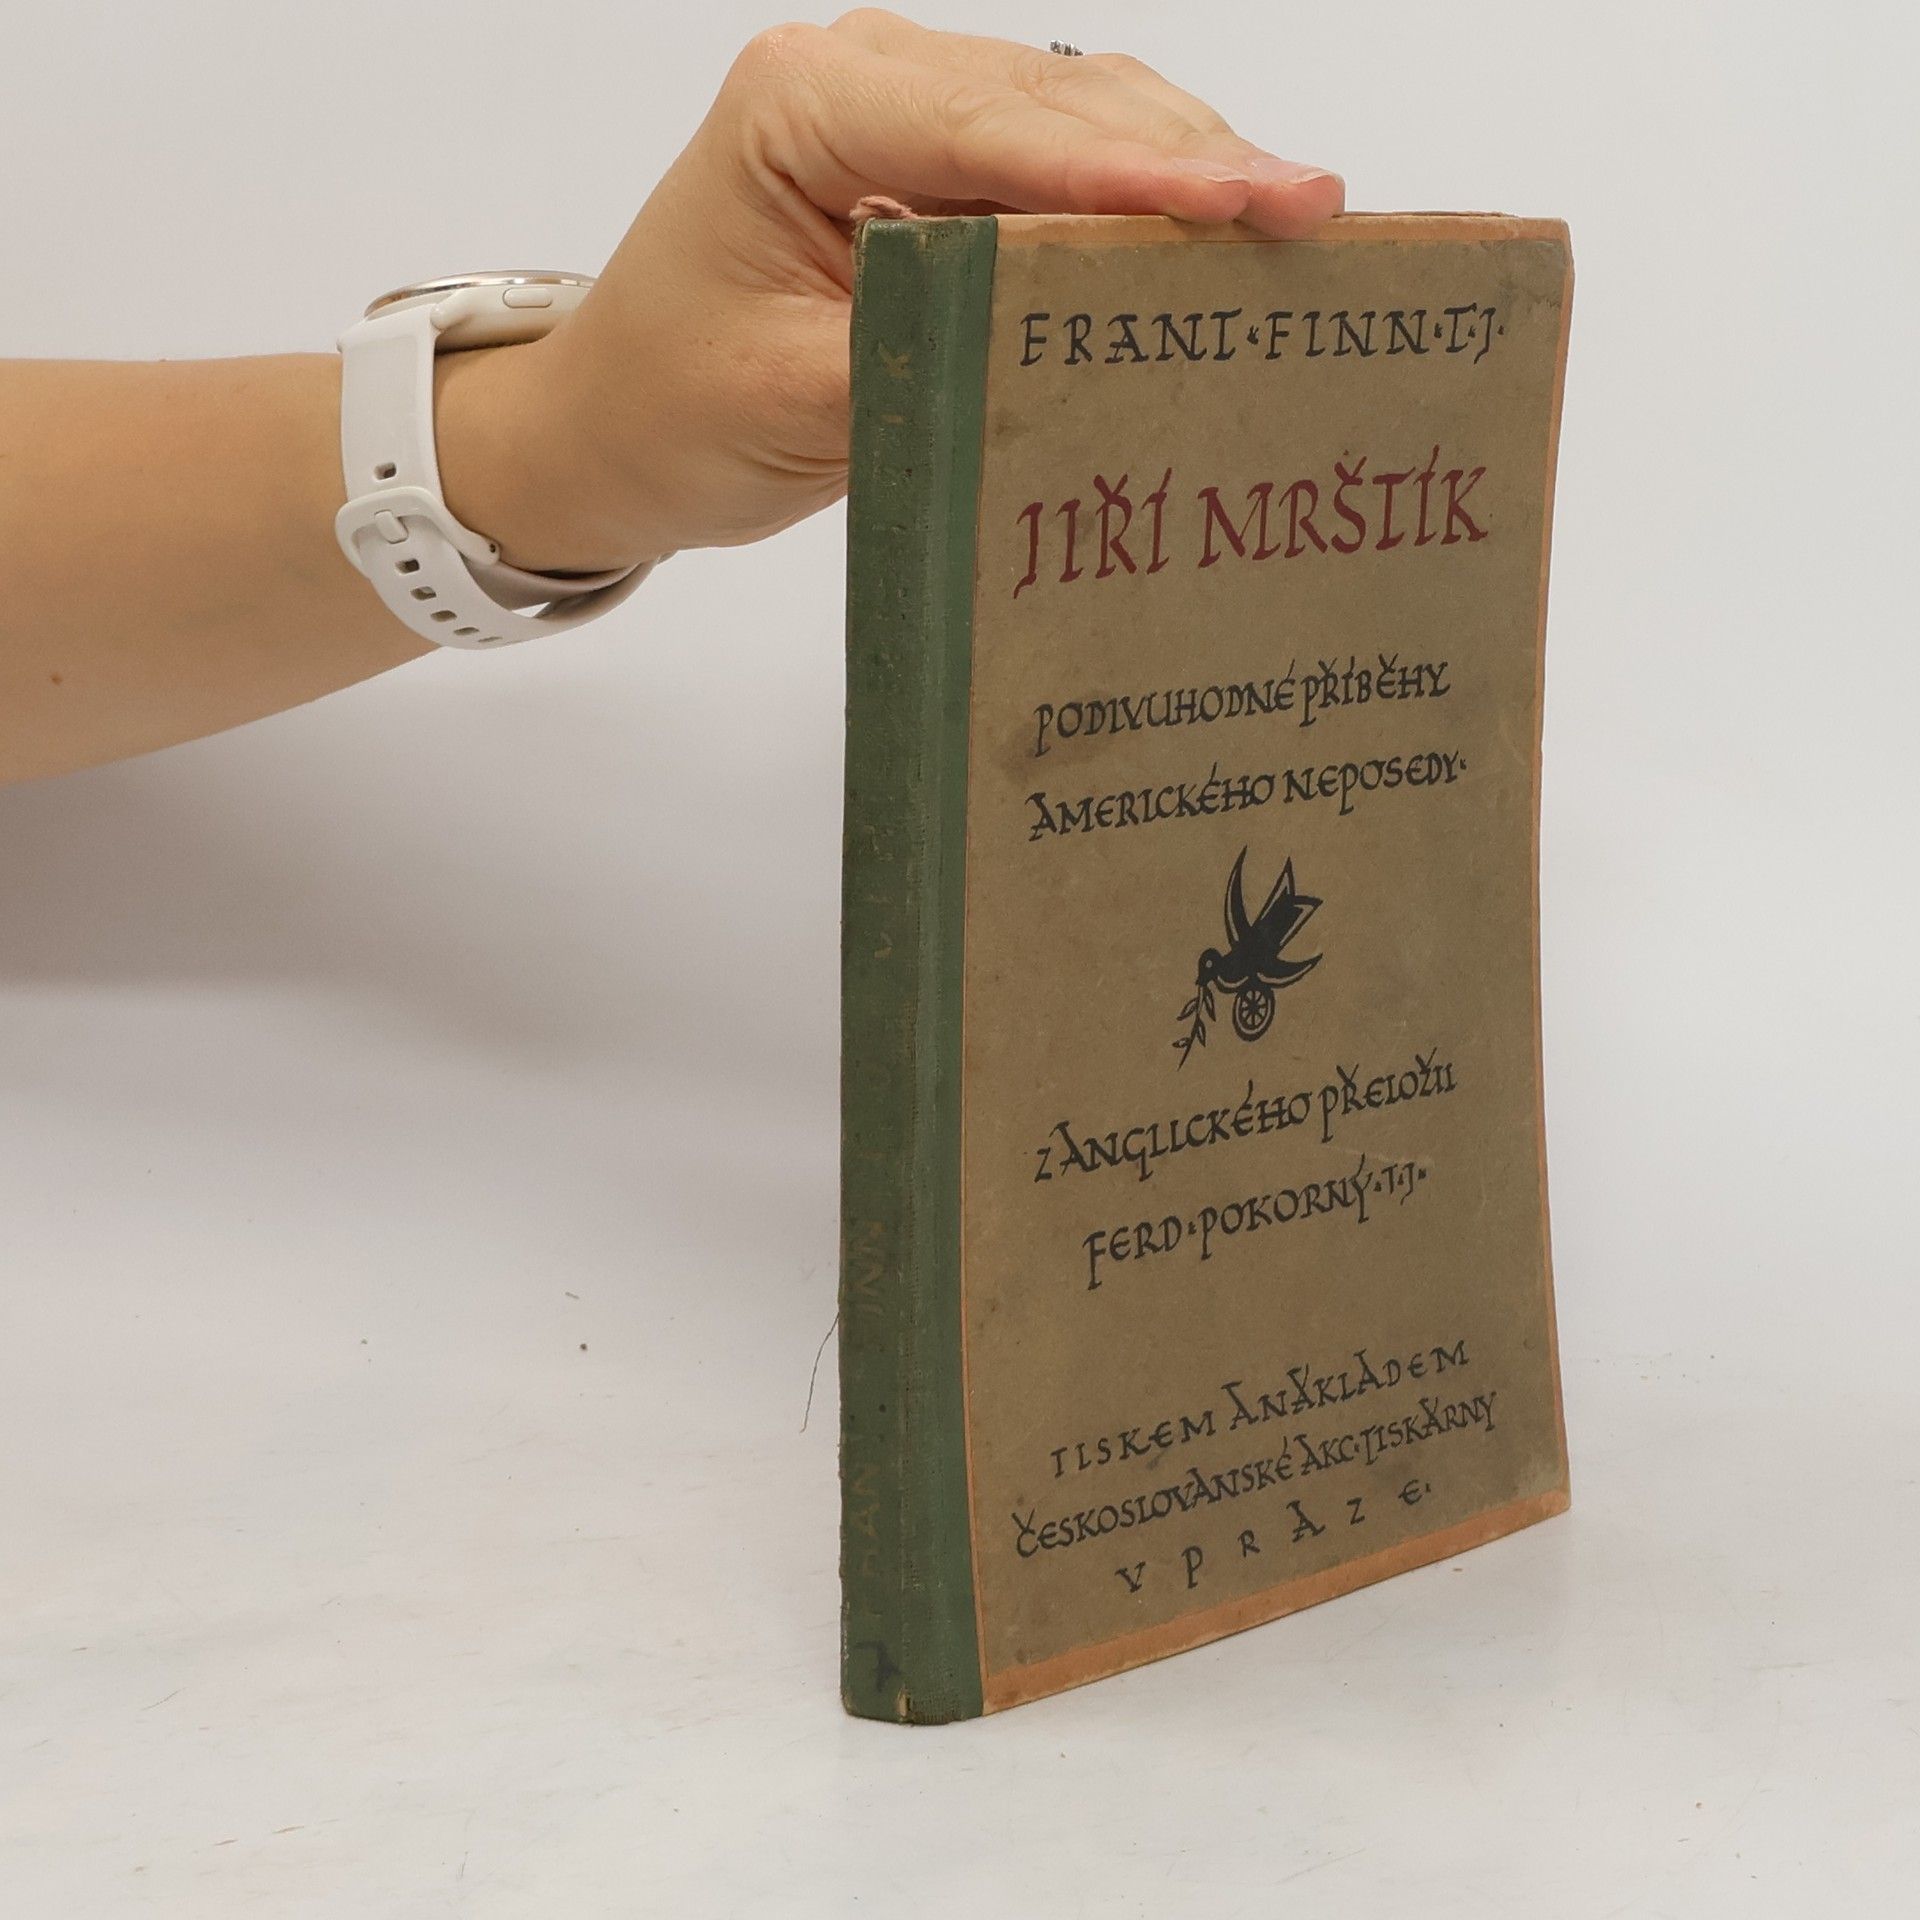 FRANT·FINN·T·J·
JIŘÍ MRŠTÍK
PODIVUHODNÉ PŘÍBĚHY
AMERICKÉHO NEPOSEDY·
Z ANGLICKÉHO PŘELOŽIL
FERD·POKORNÝ·T·J·
TISKEM A NÁKLADEM
ČESKOSLOVANSKÉ AKC·TISKÁRNY
V PRAZE·